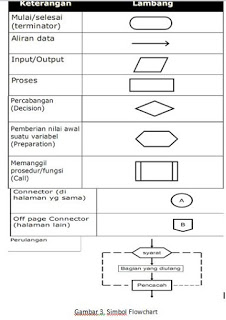 Keterangan Lambang
Mulai/selesai
(terminator)
Aliran data
Input/Output
Proses
Percabangan
(Decision)
Pemberian nilai awal
suatu variabel
(Preparation)
Memanggil
prosedur/fungsi
(Call)
Connector (di
halaman yg sama)
A
Off page Connector
(halaman lain)
B
Perulangan
syarat
Bagian yang diulang
Pencacah
Gambar 3. Simbol Flowchart